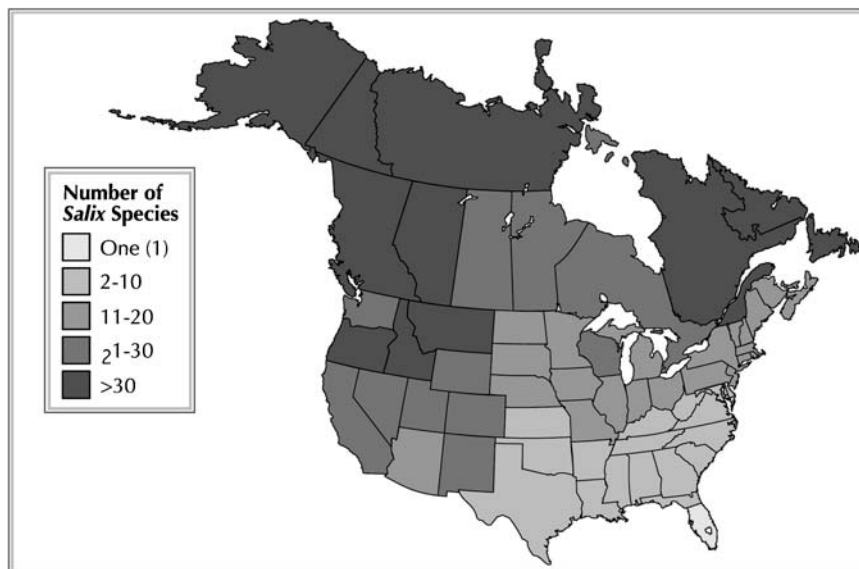 Number of
Salix Species
One (1)
2-10
11-20
21-30
>30